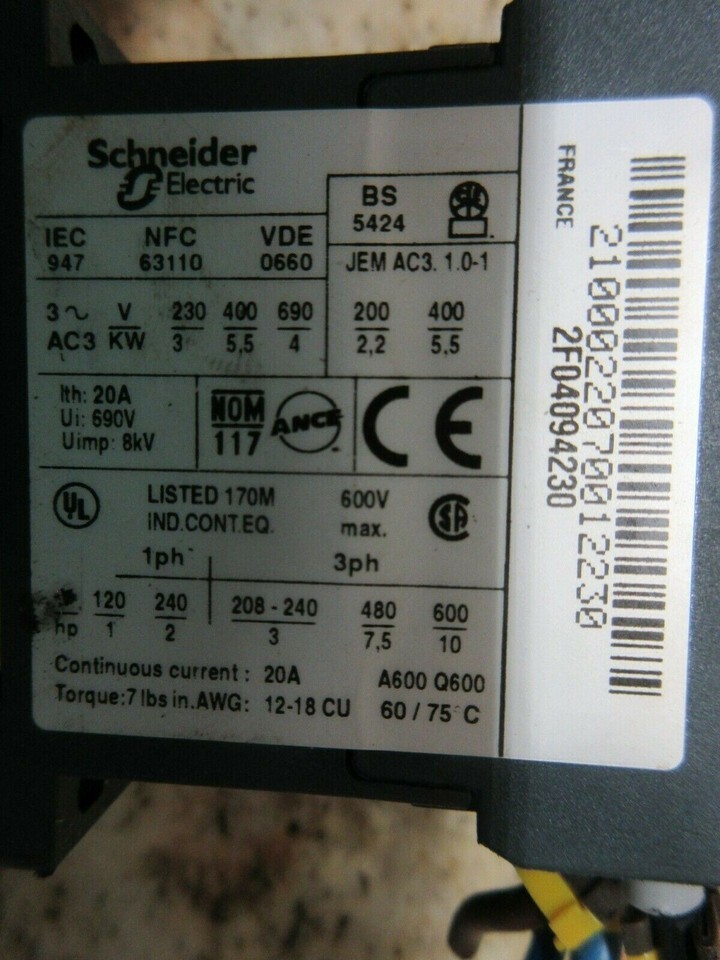 Schneider
Electric
IEC NFC VDE
947 63110 0660
BS
5424
JEM AC3. 1.0-1
3 ~ V 230 400 690
AC3 KW 3 5,5 4
200 400
2,2 5,5
Ith: 20A
Ui: 690V
Uimp: 8kV
NOM
117
ANCE
CE
UL
LISTED 170M 600V
IND.CONT.EQ. max.
SA
1ph 3ph
120 240 208 - 240 480 600
hp 1 2 3 7,5 10
Continuous current : 20A A600 Q600
Torque:7 lbs in. AWG: 12-18 CU 60 / 75°C
FRANCE
2F04094230
2100022070012230